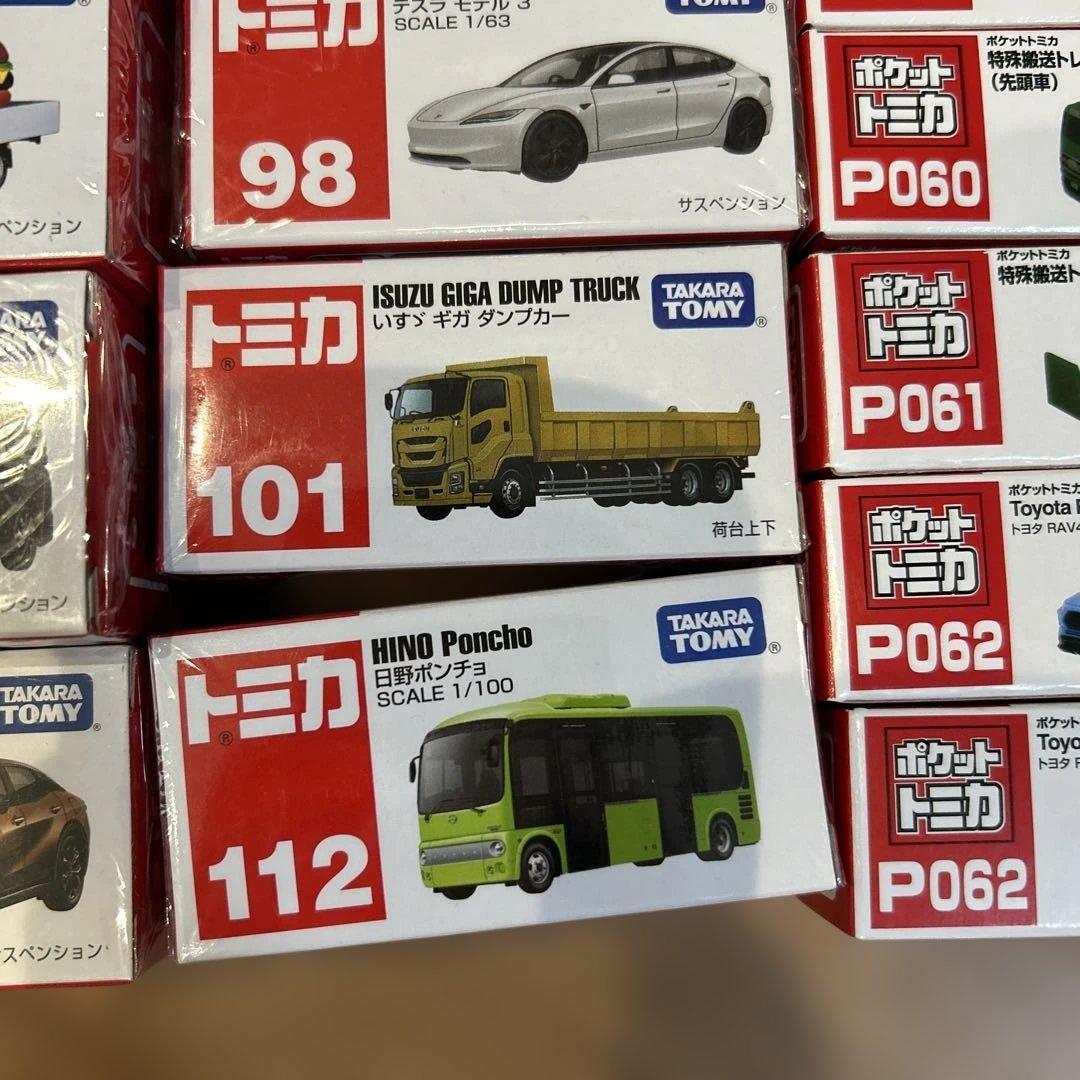 ペンション
ARA
ション
TAKARA
TOMY
®
スペンション
トミカ
®
98
テスラ モデル 3
SCALE 1/63
TOMY
®
サスペンション
トミカ
®
101
ISUZU GIGA DUMP TRUCK
いすゞ ギガ ダンプカー
TAKARA
TOMY
®
荷台上下
トミカ
®
112
HINO Poncho
日野ポンチョ
SCALE 1/100
TAKARA
TOMY
®
ポケット
トミカ
P060
ポケットトミカ
特殊搬送トレ
(先頭車)
ポケット
トミカ
P061
ポケットトミカ
特殊搬送ト
ポケット
トミカ
P062
ポケットトミカ
Toyota
トヨタ RAV4
ポケット
トミカ
P062
ポケット
Toyo
トヨタ